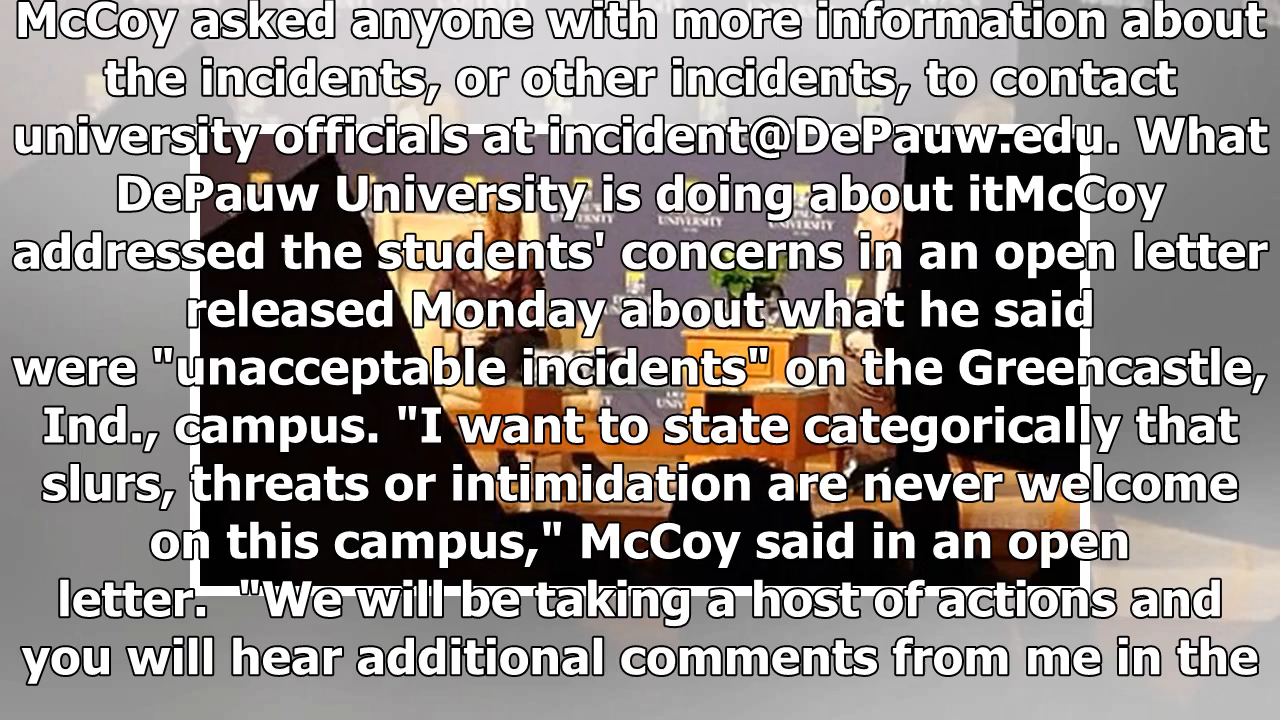 McCoy asked anyone with more information about
the incidents, or other incidents, to contact
university officials at incident@DePauw.edu. What
DePauw University is doing about itMcCoy
addressed the students' concerns in an open letter
released Monday about what he said
were "unacceptable incidents" on the Greencastle,
Ind., campus. "I want to state categorically that
slurs, threats or intimidation are never welcome
on this campus," McCoy said in an open
letter.  "We will be taking a host of actions and
you will hear additional comments from me in the
UNIVERSITY